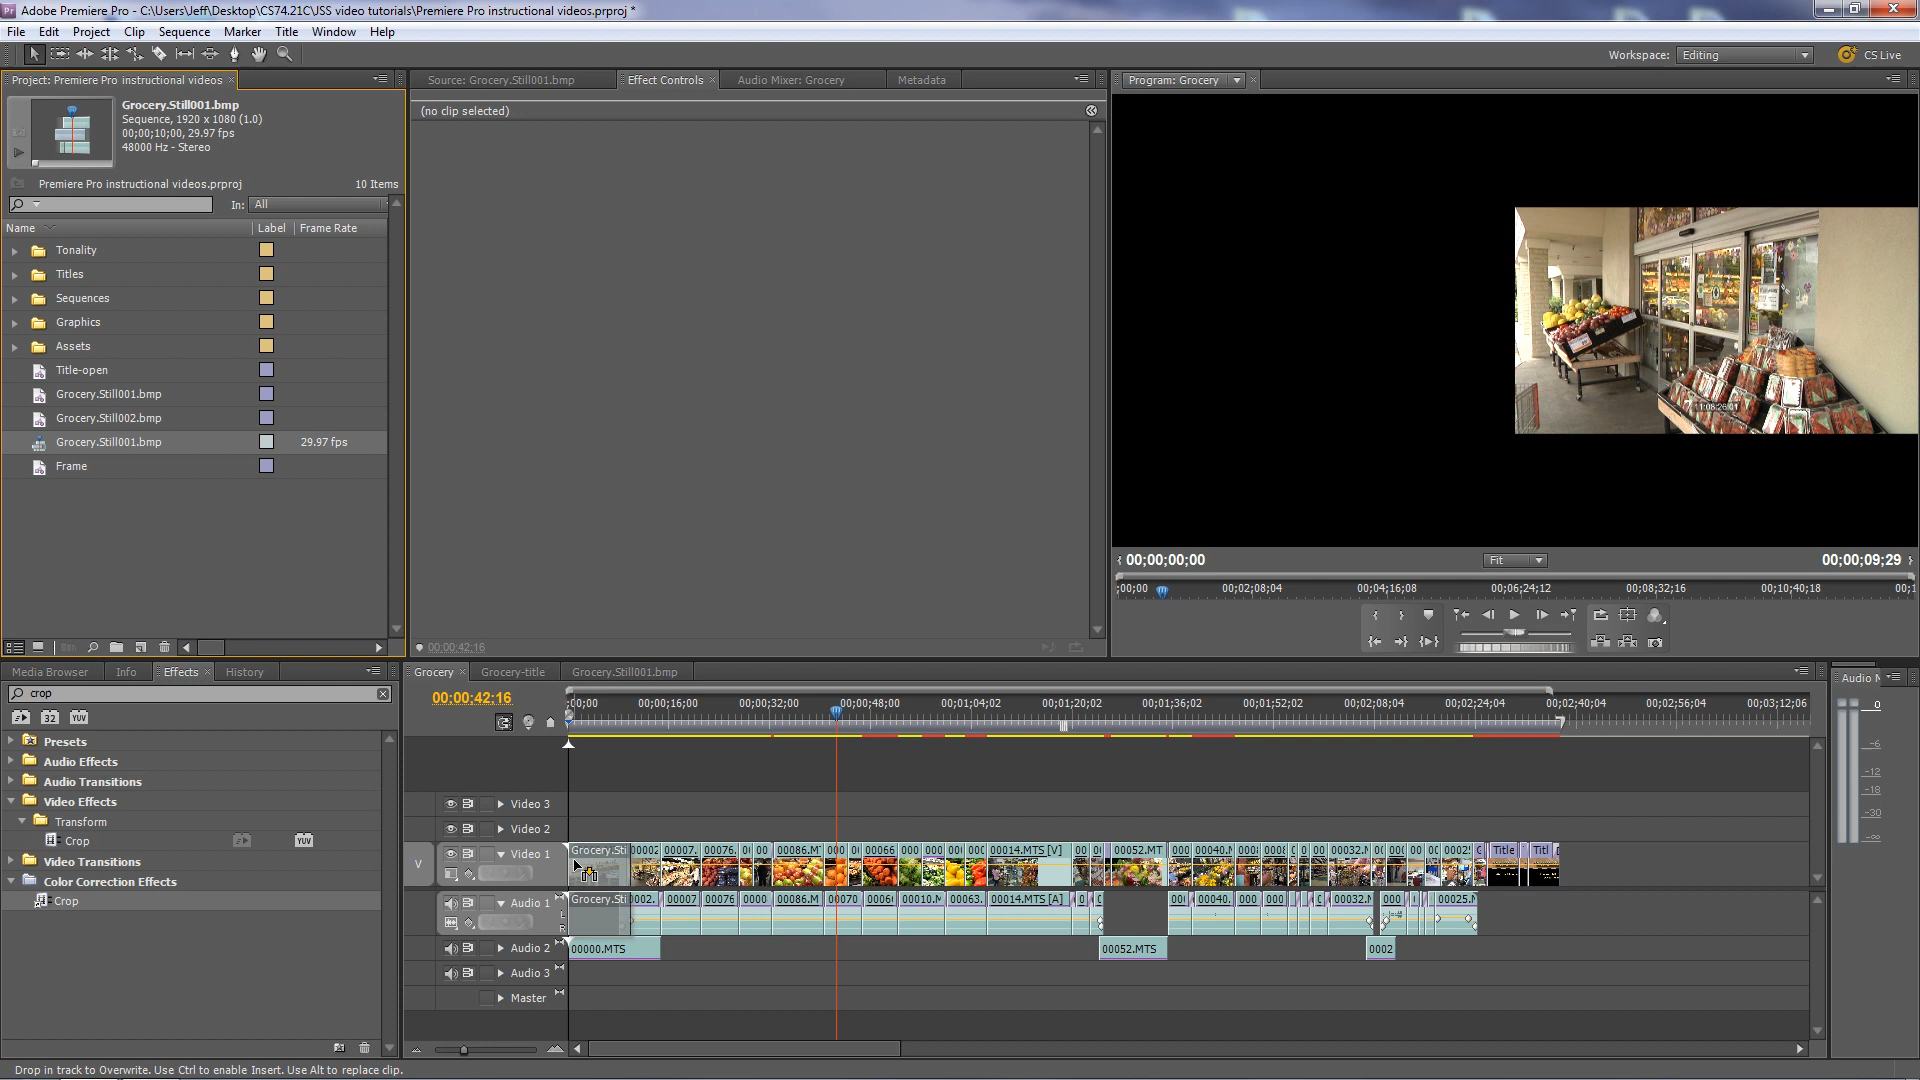 Adobe Premiere Pro - C:\Users\Jeff\Desktop\CS74.21C\JSS video tutorials\Premiere Pro instructional videos.prproj *
File Edit Project Clip Sequence Marker Title Window Help
Workspace: Editing CS Live
Project: Premiere Pro instructional videos
Grocery.Still001.bmp
Sequence, 1920 x 1080 (1.0)
00;00;10;00, 29.97 fps
48000 Hz - Stereo
Premiere Pro instructional videos.prproj 10 Items
In: All
Name Label Frame Rate
Tonality
Titles
Sequences
Graphics
Assets
Title-open
Grocery.Still001.bmp
Grocery.Still002.bmp
Grocery.Still001.bmp 29.97 fps
Frame
Source: Grocery.Still001.bmp Effect Controls Audio Mixer: Grocery Metadata
(no clip selected)
00;00;42;16
Program: Grocery
11:08:26:01
00;00;00;00 Fit 00;00;09;29
;00;00 00;02;08;04 00;04;16;08 00;06;24;12 00;08;32;16 00;10;40;18 00;1
Media Browser Info Effects History
crop
32 YUV
Presets
Audio Effects
Audio Transitions
Video Effects
Transform
Crop YUV
Video Transitions
Color Correction Effects
Crop
Grocery Grocery-title Grocery.Still001.bmp
00;00;42;16
;00;00 00;00;16;00 00;00;32;00 00;00;48;00 00;01;04;02 00;01;20;02 00;01;36;02 00;01;52;02 00;02;08;04 00;02;24;04 00;02;40;04 00;02;56;04 00;03;12;06
Video 3
Video 2
V Video 1 Grocery.Sti 00002 00007. 00076. 00 00 00086.M 000 00 00066 000 000 000 000 00014.MTS [V] 00 00052.MT 000 00040.M 0008 000 00 00032.M 00 000 00 00025 Title Titl
Audio 1 Grocery.Sti 0002. 00007 00076 0000 00086.M 00070 0006 00010.M 00063. 00014.MTS [A] 0 000 00040. 000 000 00032.M 000 00025.M
L
R
Audio 2 00000.MTS 00052.MTS 0002
Audio 3
Master
Audio M
0
-6
-12
-18
-30
-∞
Drop in track to Overwrite. Use Ctrl to enable Insert. Use Alt to replace clip.